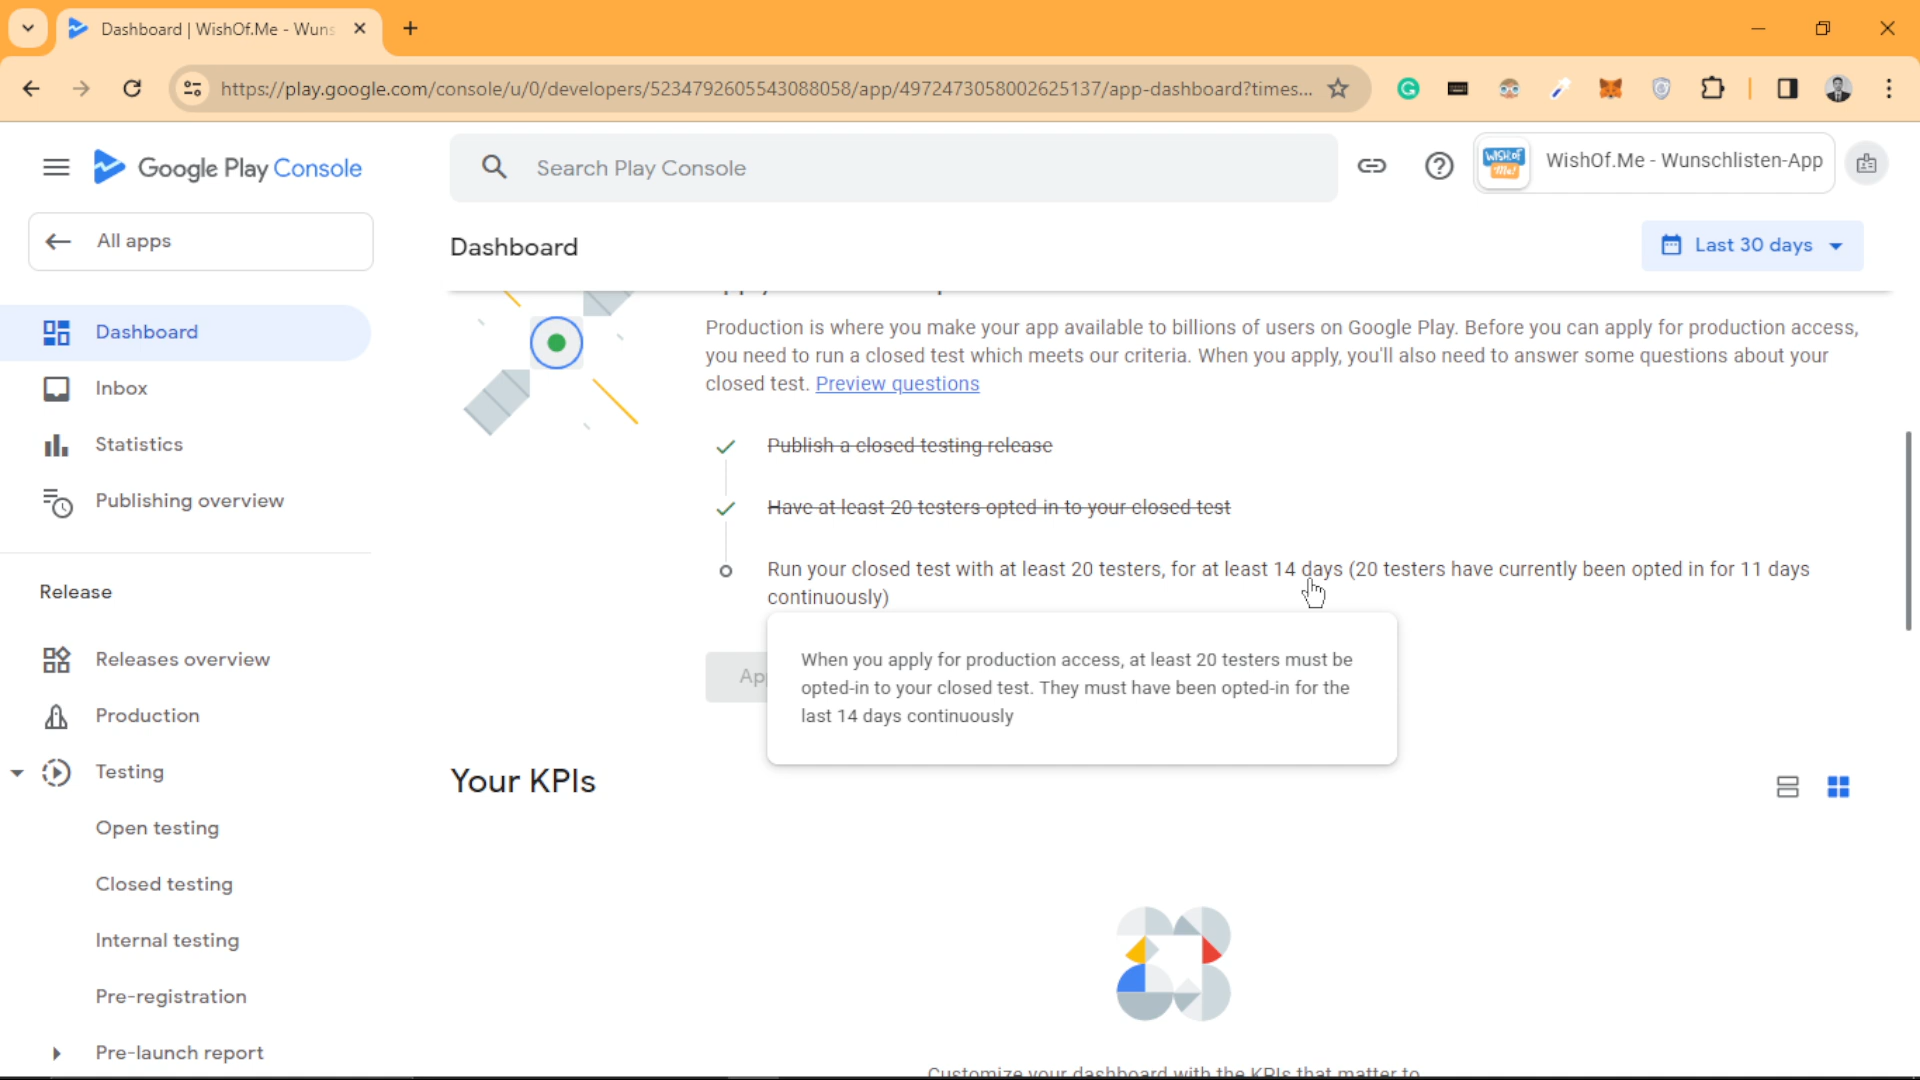 Dashboard | WishOf.Me - Wuns
https://play.google.com/console/u/0/developers/5234792605543088058/app/4972473058002625137/app-dashboard?times...
Google Play Console
Search Play Console
WISH OF Me!
WishOf.Me - Wunschlisten-App
All apps
Dashboard
Last 30 days
Dashboard
Inbox
Statistics
Publishing overview
Release
Releases overview
Production
Testing
Open testing
Closed testing
Internal testing
Pre-registration
Pre-launch report
Production is where you make your app available to billions of users on Google Play. Before you can apply for production access,
you need to run a closed test which meets our criteria. When you apply, you'll also need to answer some questions about your
closed test. Preview questions
Publish a closed testing release
Have at least 20 testers opted in to your closed test
Run your closed test with at least 20 testers, for at least 14 days (20 testers have currently been opted in for 11 days
continuously)
When you apply for production access, at least 20 testers must be
opted-in to your closed test. They must have been opted-in for the
last 14 days continuously
Your KPIs
Customize your dashboard with the KPIs that matter to